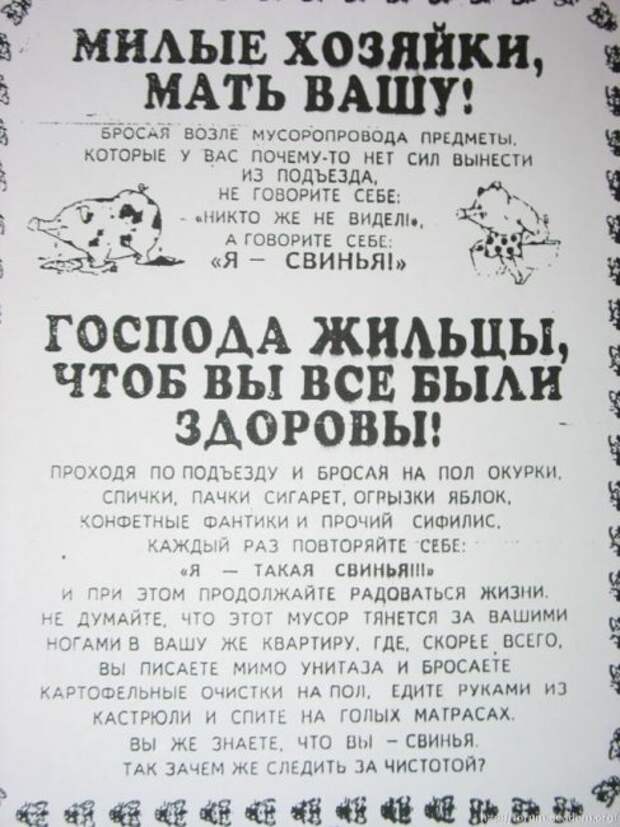 МИЛЫЕ ХОЗЯЙКИ,
МАТЬ ВАШУ!
БРОСАЯ ВОЗЛЕ МУСОРОПРОВОДА ПРЕДМЕТЫ,
КОТОРЫЕ У ВАС ПОЧЕМУ-ТО НЕТ СИЛ ВЫНЕСТИ
ИЗ ПОДЪЕЗДА,
НЕ ГОВОРИТЕ СЕБЕ:
«НИКТО ЖЕ НЕ ВИДЕЛ!»,
А ГОВОРИТЕ СЕБЕ:
«Я – СВИНЬЯ!»
ГОСПОДА ЖИЛЬЦЫ,
ЧТОБ ВЫ ВСЕ БЫЛИ
ЗДОРОВЫ!
ПРОХОДЯ ПО ПОДЪЕЗДУ И БРОСАЯ НА ПОЛ ОКУРКИ,
СПИЧКИ, ПАЧКИ СИГАРЕТ, ОГРЫЗКИ ЯБЛОК,
КОНФЕТНЫЕ ФАНТИКИ И ПРОЧИЙ СИФИЛИС,
КАЖДЫЙ РАЗ ПОВТОРЯЙТЕ СЕБЕ:
«Я – ТАКАЯ СВИНЬЯ!!!»
И ПРИ ЭТОМ ПРОДОЛЖАЙТЕ РАДОВАТЬСЯ ЖИЗНИ.
НЕ ДУМАЙТЕ, ЧТО ЭТОТ МУСОР ТЯНЕТСЯ ЗА ВАШИМИ
НОГАМИ В ВАШУ ЖЕ КВАРТИРУ, ГДЕ, СКОРЕЕ ВСЕГО,
ВЫ ПИСАЕТЕ МИМО УНИТАЗА И БРОСАЕТЕ
КАРТОФЕЛЬНЫЕ ОЧИСТКИ НА ПОЛ, ЕДИТЕ РУКАМИ ИЗ
КАСТРЮЛИ И СПИТЕ НА ГОЛЫХ МАТРАСАХ.
ВЫ ЖЕ ЗНАЕТЕ, ЧТО ВЫ – СВИНЬЯ.
ТАК ЗАЧЕМ ЖЕ СЛЕДИТЬ ЗА ЧИСТОТОЙ?